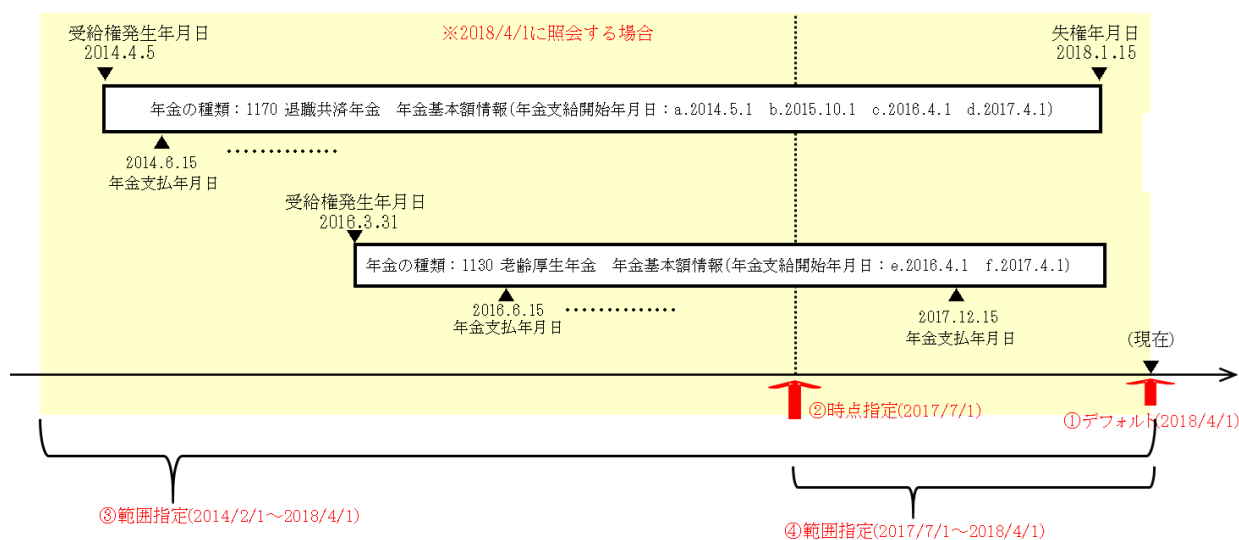 受給権発生年月日
2014.4.5
※2018/4/1に照会する場合
失権年月日
2018.1.15
年金の種類：1170 退職共済年金　年金基本額情報(年金支給開始年月日：a.2014.5.1　b.2015.10.1　c.2016.4.1　d.2017.4.1)
2014.6.15
年金支払年月日
受給権発生年月日
2016.3.31
年金の種類：1130 老齢厚生年金　年金基本額情報(年金支給開始年月日：e.2016.4.1　f.2017.4.1)
2016.6.15
年金支払年月日
2017.12.15
年金支払年月日
(現在)
②時点指定(2017/7/1)
①デフォルト(2018/4/1)
③範囲指定(2014/2/1～2018/4/1)
④範囲指定(2017/7/1～2018/4/1)